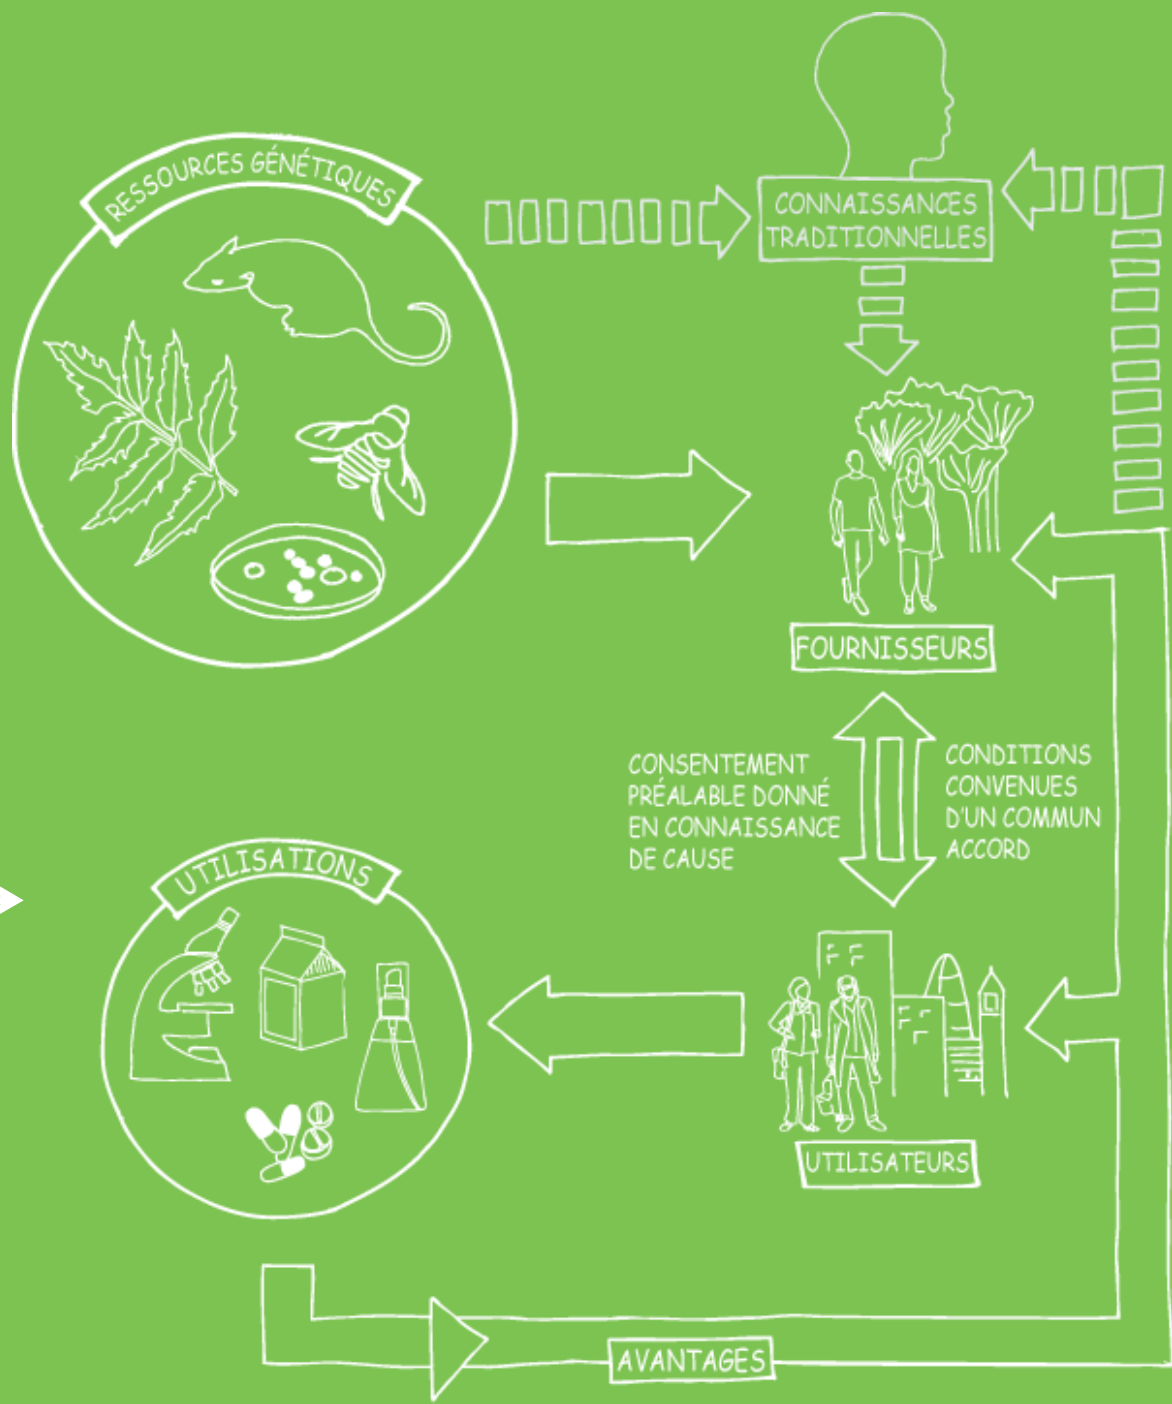 RESSOURCES GÉNÉTIQUES
CONNAISSANCES
TRADITIONNELLES
FOURNISSEURS
CONSENTEMENT
PRÉALABLE DONNÉ
EN CONNAISSANCE
DE CAUSE
CONDITIONS
CONVENUES
D'UN COMMUN
ACCORD
UTILISATIONS
UTILISATEURS
AVANTAGES